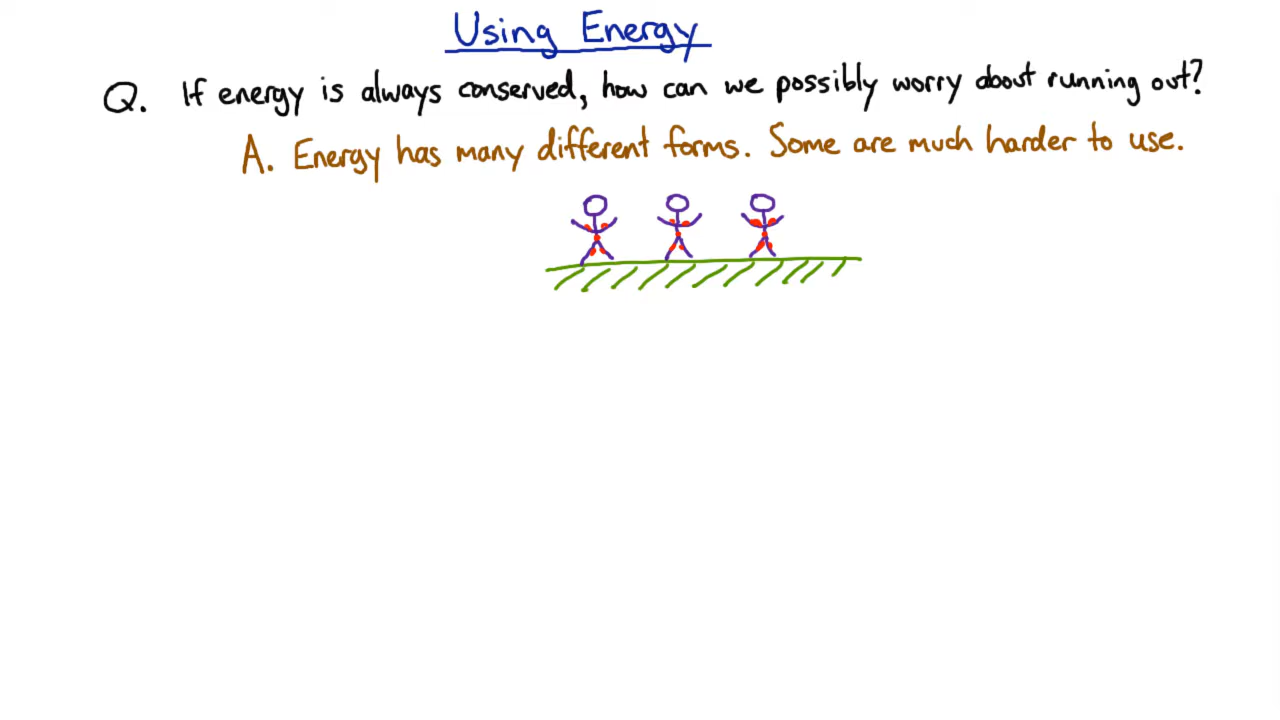 Using Energy
Q. If energy is always conserved, how can we possibly worry about running out?
A. Energy has many different forms. Some are much harder to use.